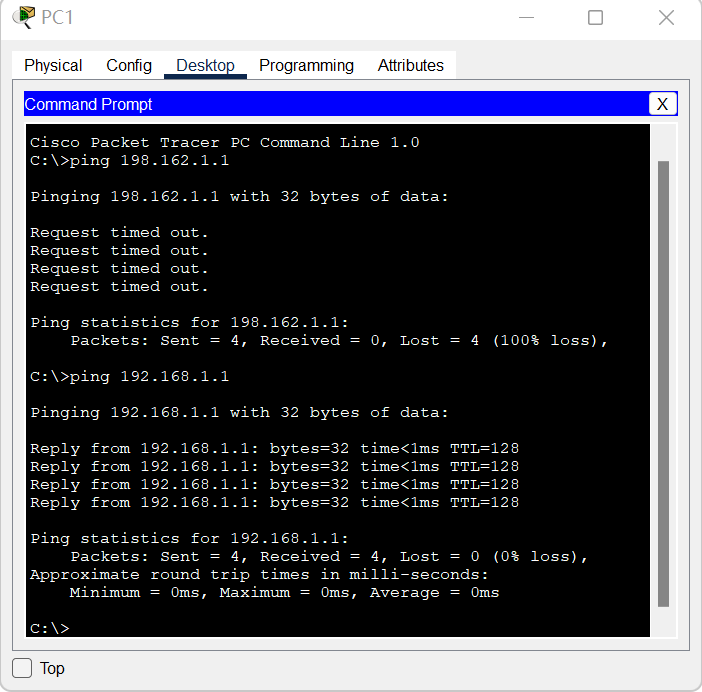 PC1
Physical Config Desktop Programming Attributes
Command Prompt
X
Cisco Packet Tracer PC Command Line 1.0
C:\>ping 198.162.1.1
Pinging 198.162.1.1 with 32 bytes of data:
Request timed out.
Request timed out.
Request timed out.
Request timed out.
Ping statistics for 198.162.1.1:
    Packets: Sent = 4, Received = 0, Lost = 4 (100% loss),
C:\>ping 192.168.1.1
Pinging 192.168.1.1 with 32 bytes of data:
Reply from 192.168.1.1: bytes=32 time<1ms TTL=128
Reply from 192.168.1.1: bytes=32 time<1ms TTL=128
Reply from 192.168.1.1: bytes=32 time<1ms TTL=128
Reply from 192.168.1.1: bytes=32 time<1ms TTL=128
Ping statistics for 192.168.1.1:
    Packets: Sent = 4, Received = 4, Lost = 0 (0% loss),
Approximate round trip times in milli-seconds:
    Minimum = 0ms, Maximum = 0ms, Average = 0ms
C:\>
Top